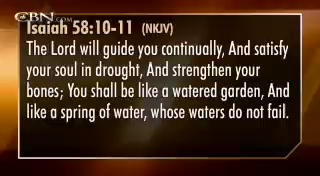 CBN.com
Isaiah 58:10-11 (NKJV)
The Lord will guide you continually, And satisfy
your soul in drought, And strengthen your
bones; You shall be like a watered garden, And
like a spring of water, whose waters do not fail.